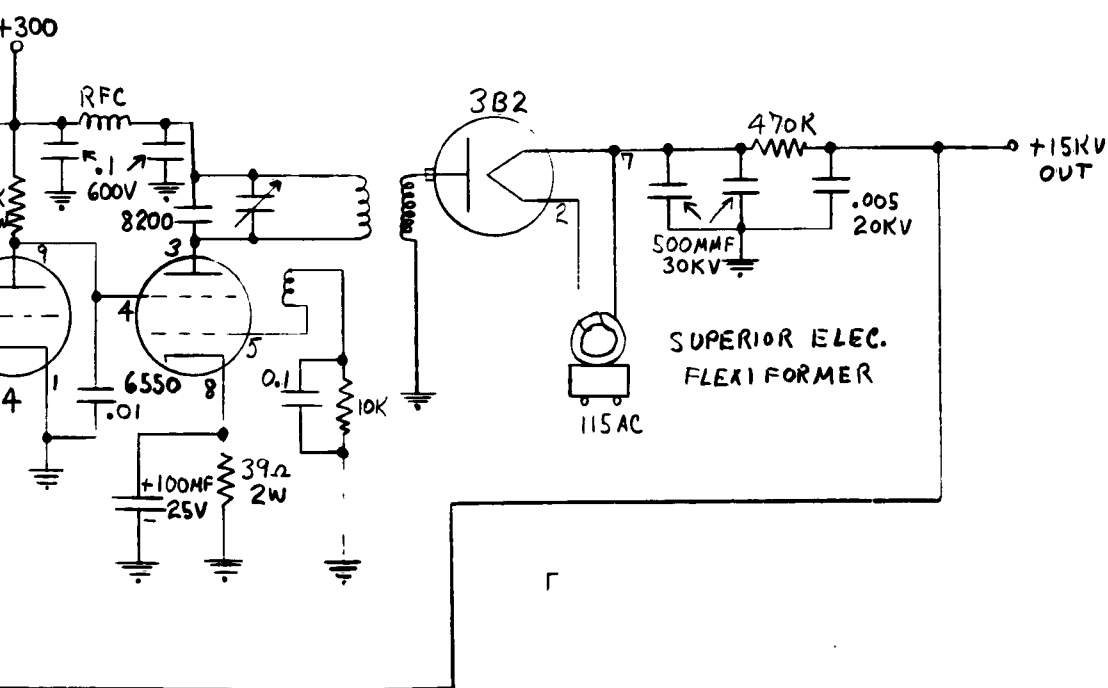 +300
RFC
.1
600V
8200
3
9
4
5
6550
8
1
4
.01
0.1
10K
+100MF
25V
-
39Ω
2W
3B2
7
2
470K
+15KV
OUT
.005
20KV
500MMF
30KV
SUPERIOR ELEC.
FLEXIFORMER
115AC